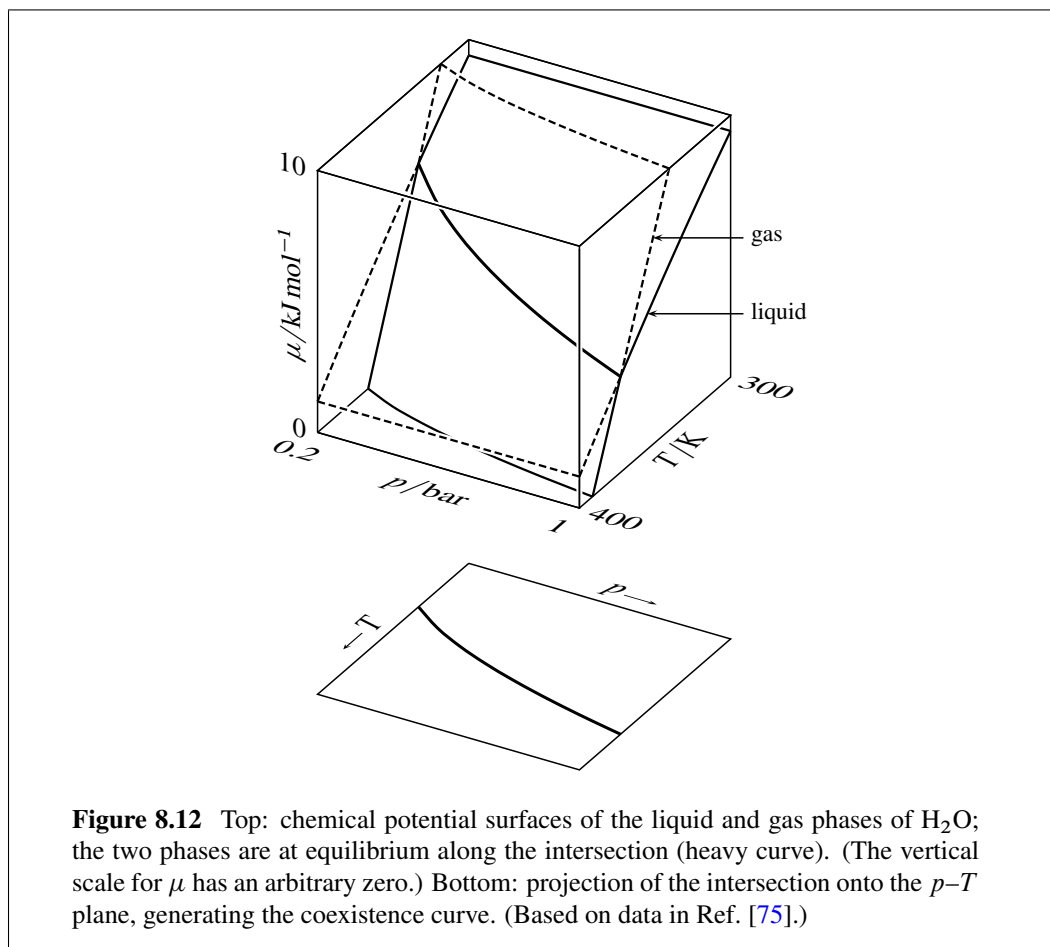 10
μ/kJ mol⁻¹
gas
liquid
0
0.2
p/bar
1
400
T/K
300
p→
←T
Figure 8.12 Top: chemical potential surfaces of the liquid and gas phases of H₂O;
the two phases are at equilibrium along the intersection (heavy curve). (The vertical
scale for μ has an arbitrary zero.) Bottom: projection of the intersection onto the p–T
plane, generating the coexistence curve. (Based on data in Ref. [75].)